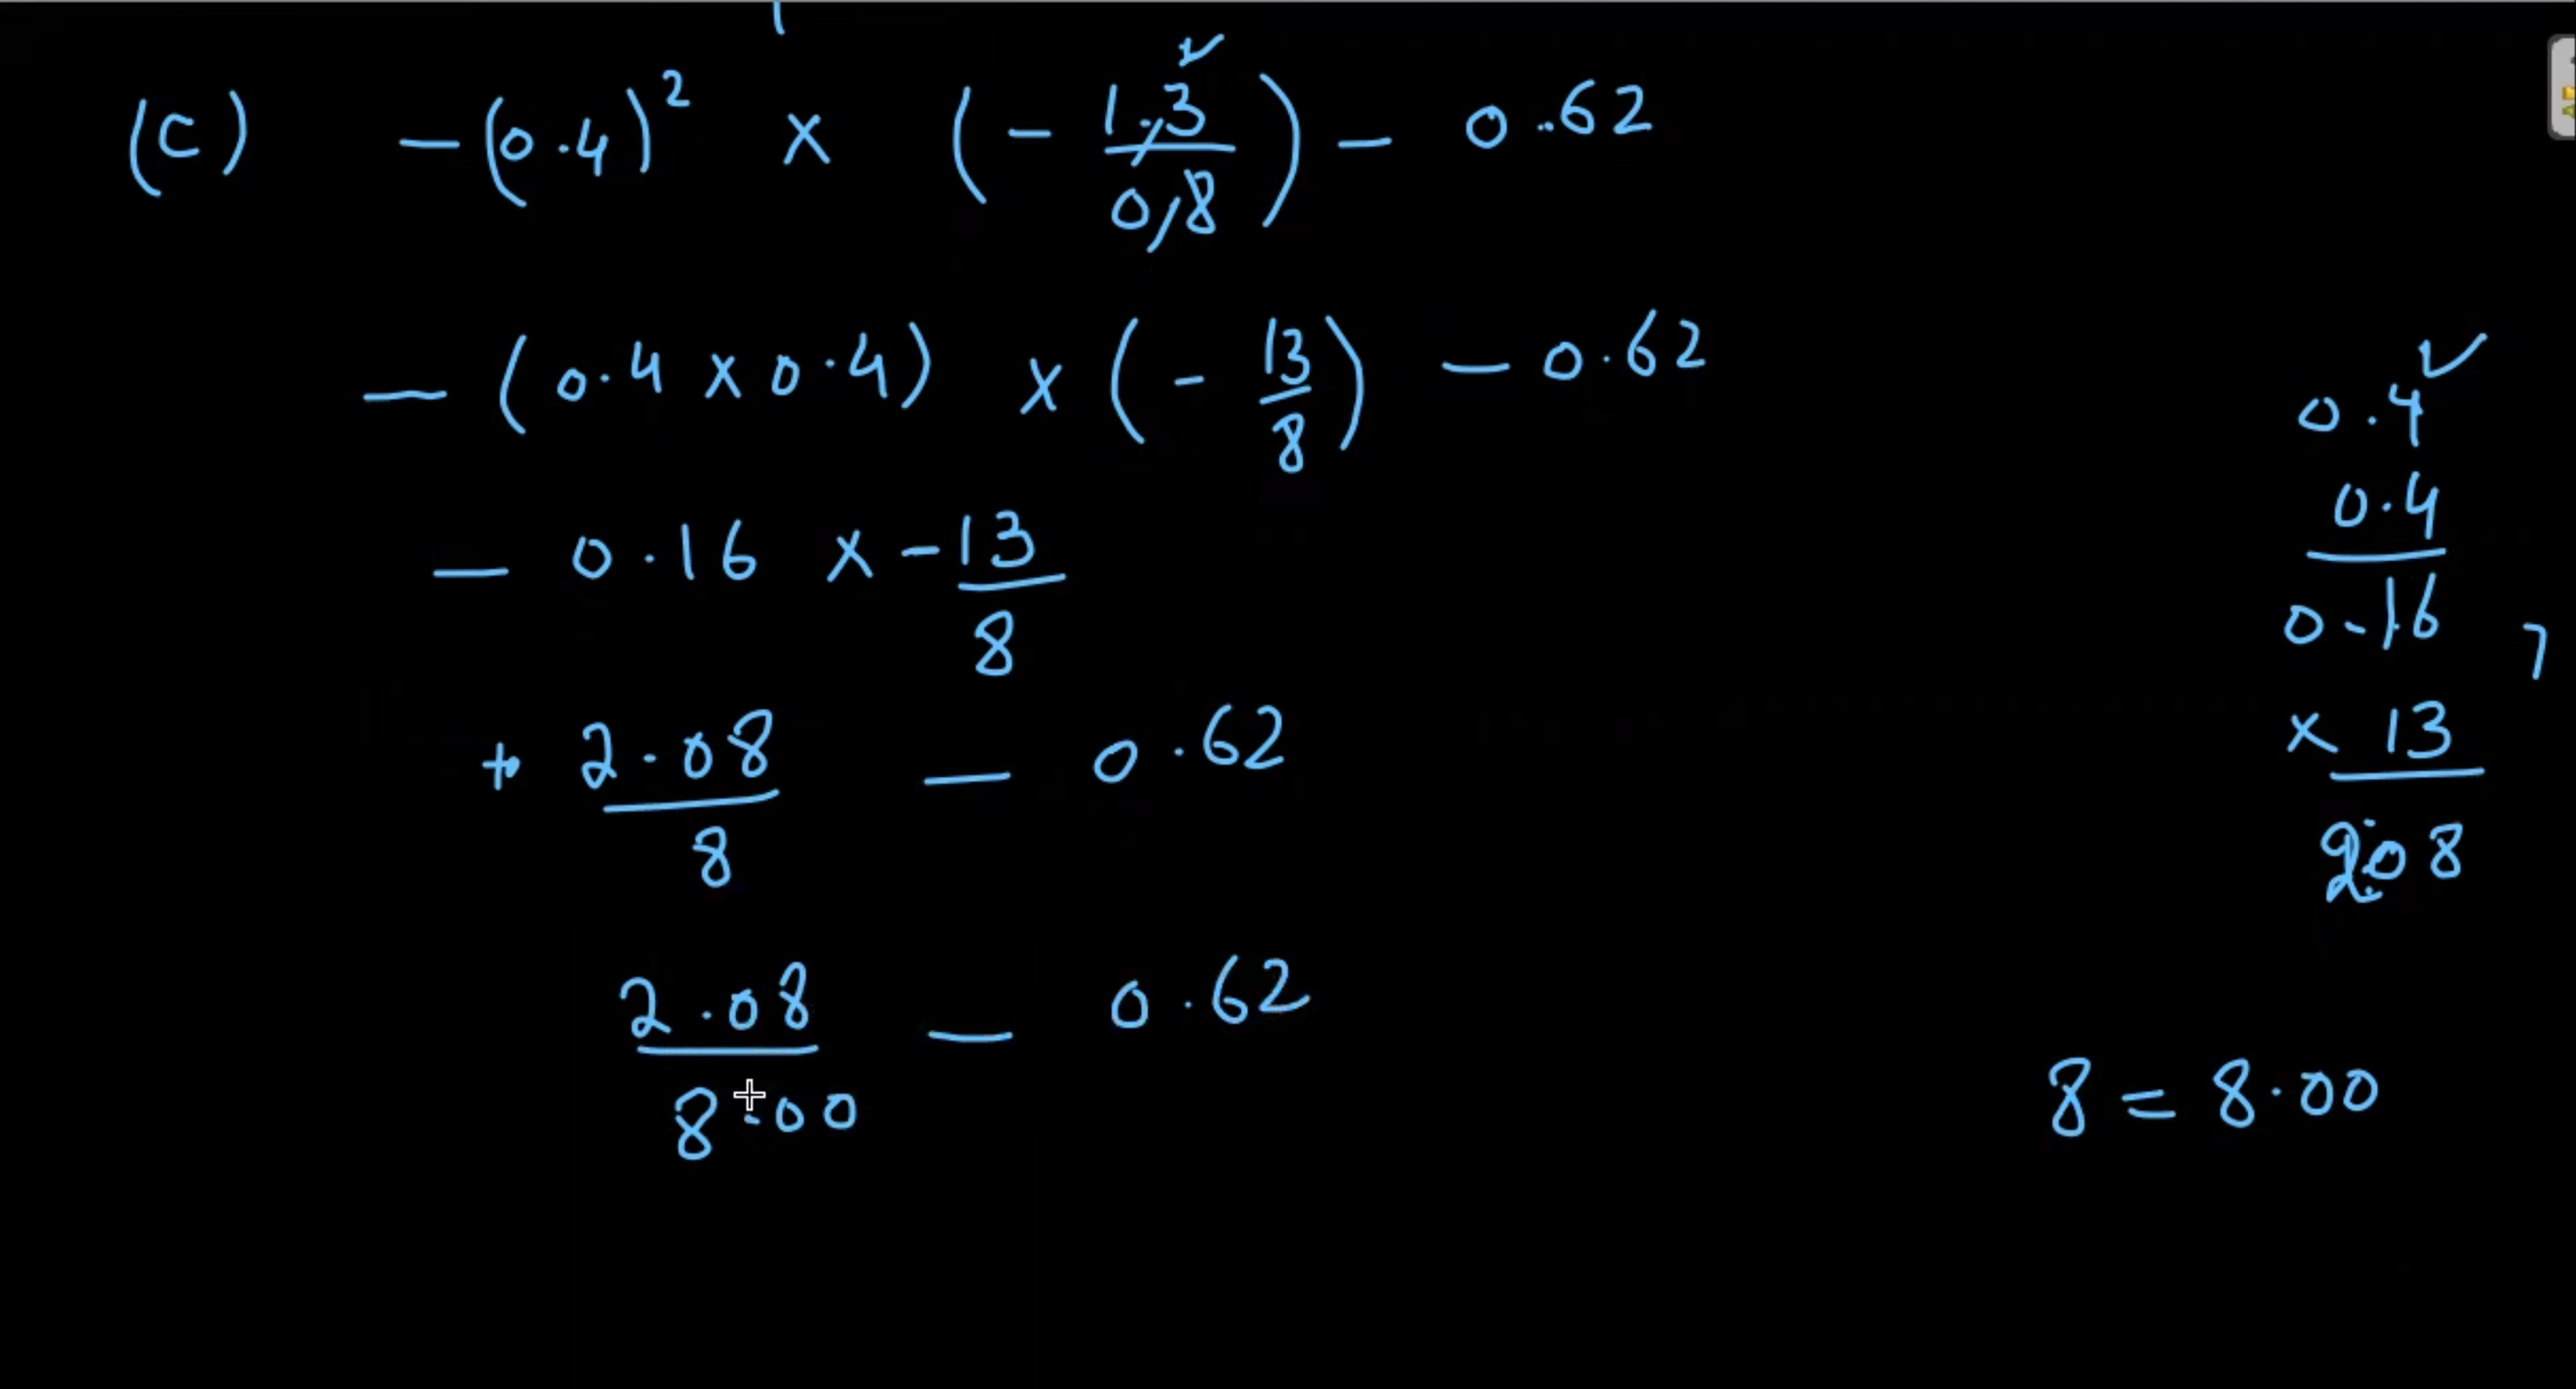 (c) −(0.4)² × (− 1.3/0.8) − 0.62
− (0.4 × 0.4) × (− 13/8) − 0.62
− 0.16 × −13/8
+ 2.08/8 − 0.62
2.08/8.00 − 0.62
0.4
0.4
0.16
× 13
2.08
8 = 8.00